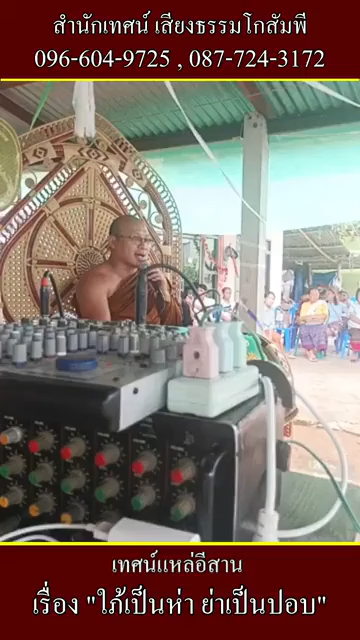 สำนักเทศน์ เสียงธรรมโกสัมพี
096-604-9725 , 087-724-3172
เทศน์แหล่อีสาน
เรื่อง "ใภ้เป็นห่า ย่าเป็นปอบ"